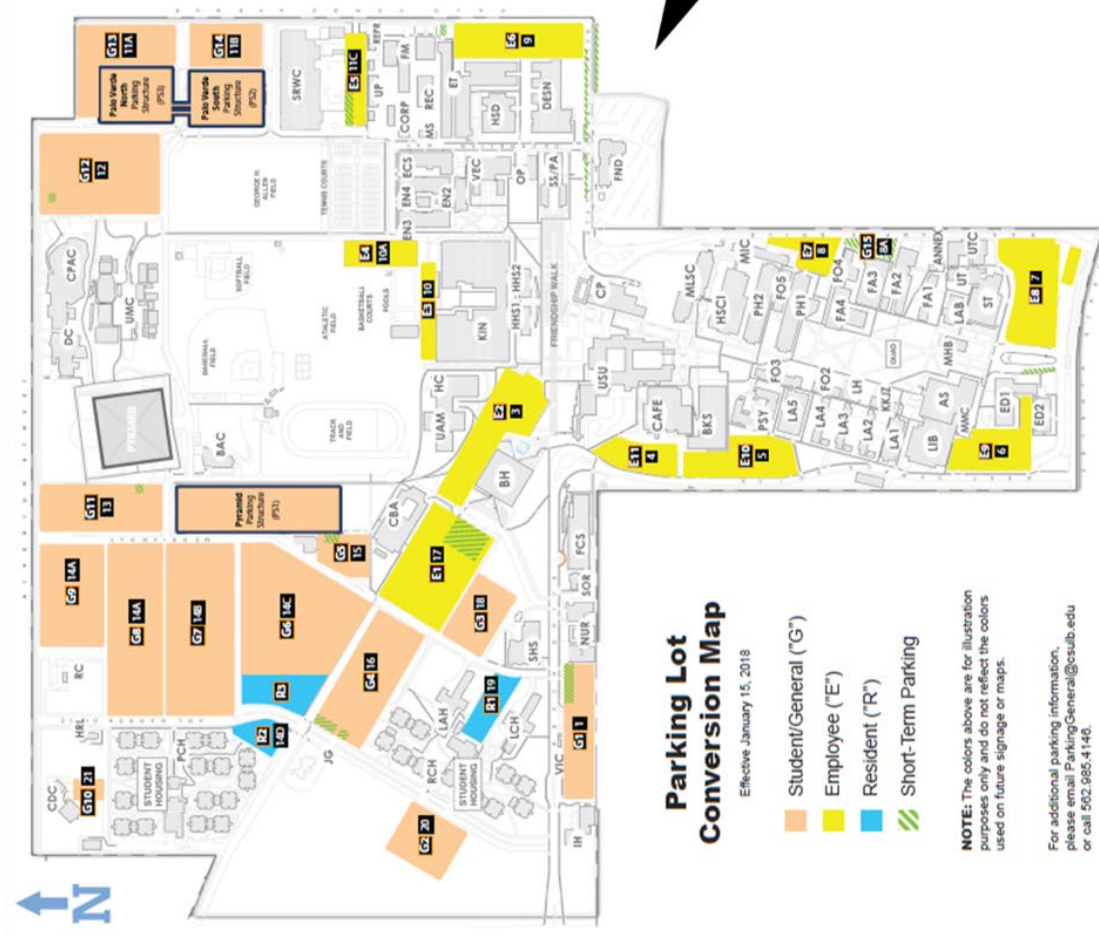 Parking Lot
Conversion Map
Effective January 15, 2018
Student/General ("G")
Employee ("E")
Resident ("R")
Short-Term Parking
NOTE: The colors above are for illustration
purposes only and do not reflect the colors
used on future signage or maps.
For additional parking information,
please email ParkingGeneral@csulb.edu
or call 562.985.4146.
N
G13 11A
G14 11B
Palo Verde
North
Parking
Structure
(PS3)
Palo Verde
South
Parking
Structure
(PS2)
SRWC
E5 11C
REPR
UP
FM
CORP
REC
MS
ET
E6 9
HSD
DESN
G12 12
GEORGE H.
ALLEN
FIELD
TENNIS COURTS
ECS
EN4
EN3
EN2
VEC
OP
SS/PA
FND
CPAC
DC
UMC
SOFTBALL
FIELD
BASEBALL
FIELD
ATHLETIC
FIELD
BASKETBALL
COURTS
POOLS
E4 10A
E3 10
KIN
HHS1
HHS2
FRIENDSHIP WALK
CP
PYRAMID
BAC
TRACK
AND
FIELD
HC
UAM
E2 3
BH
CBA
USU
CAFE
BKS
E11 4
E10 5
MLSC
MIC
HSCI
PH2
FO5
PH1
E7 8
FO4
G15 8A
FA4
FA3
FA2
FA1
ANNEX
UTC
UT
LAB
ST
E8 7
QUAD
MHB
FO3
FO2
PSY
LA5
LA4
LA3
LA2
LA1
LH
KKJZ
AS
LIB
MMC
ED1
ED2
E9 6
G11 13
Pyramid
Parking
Structure
(PS1)
G5 15
E1 17
G9 14A
G8 14A
G7 14B
G6 14C
G3 18
G4 16
FCS
SOR
NUR
SHS
RC
R3
R2 14D
R1 19
LAH
LCH
VIC
G1 1
HRL
CDC
G10 21
STUDENT
HOUSING
PCH
JG
RCH
STUDENT
HOUSING
G2 20
IH